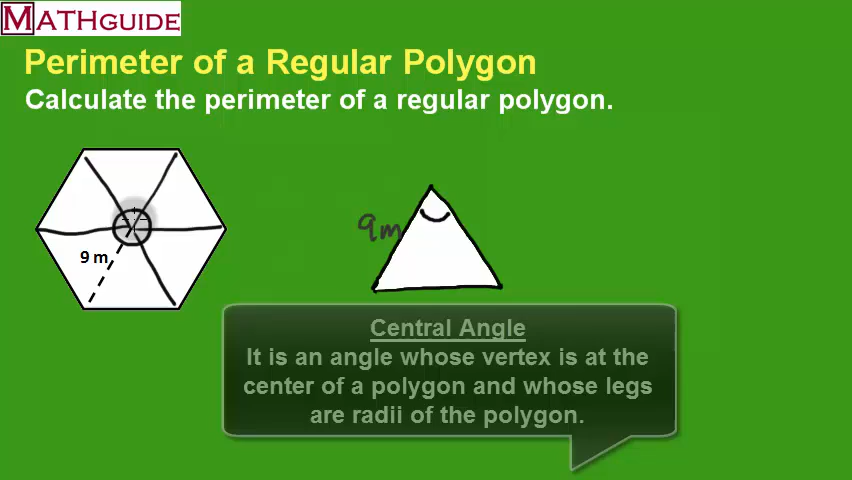 MATHGUIDE
Perimeter of a Regular Polygon
Calculate the perimeter of a regular polygon.
9 m
9m
Central Angle
It is an angle whose vertex is at the
center of a polygon and whose legs
are radii of the polygon.